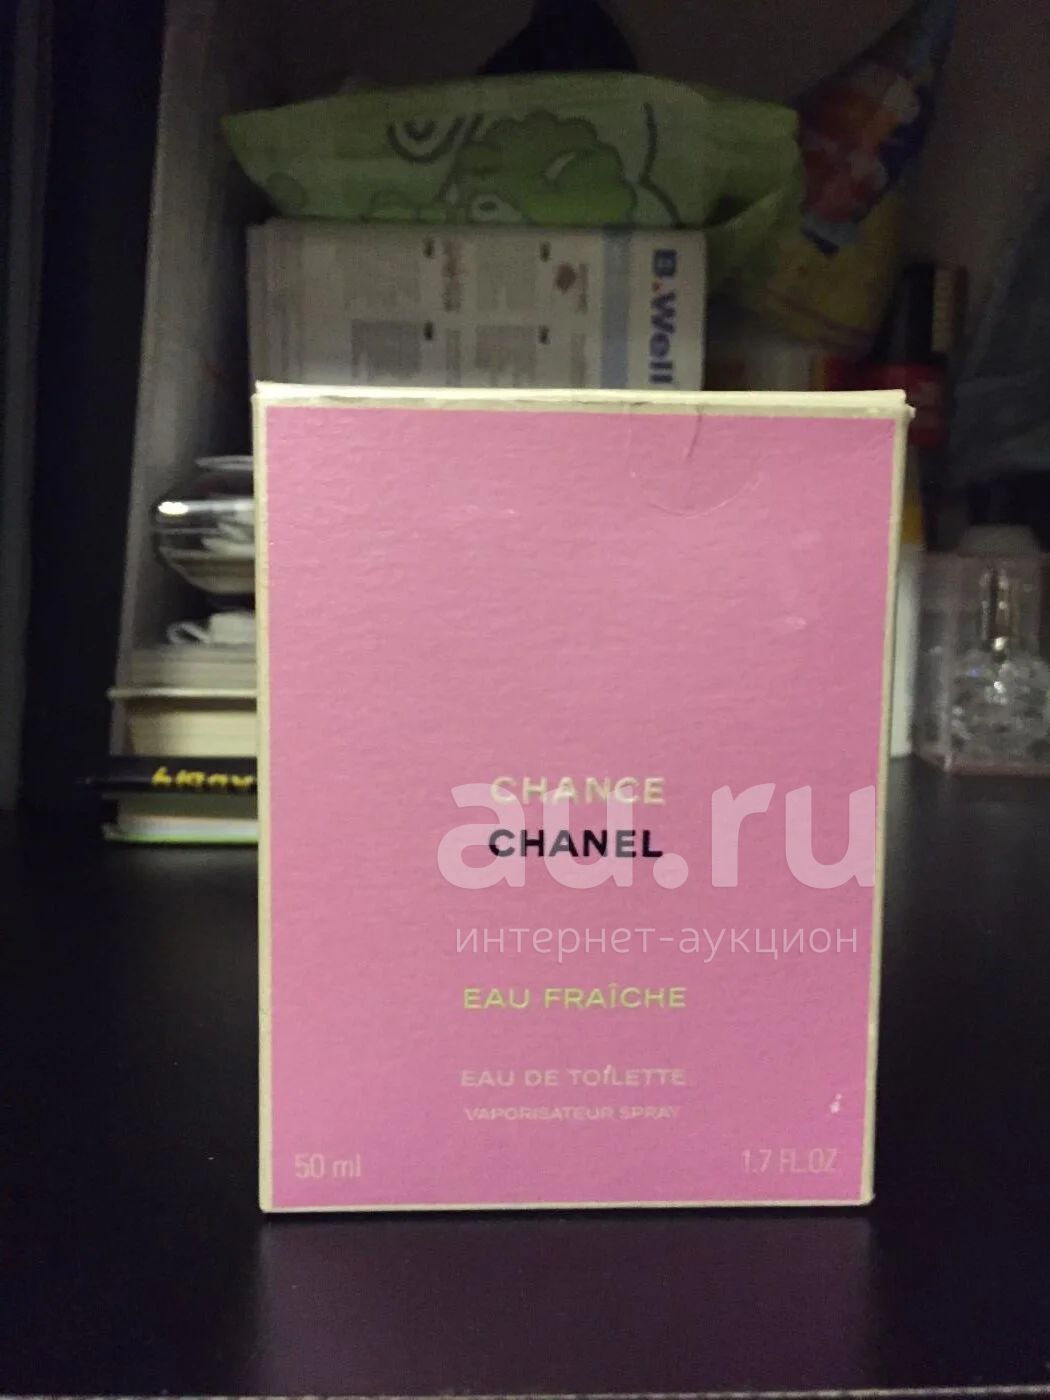 B.Well
CHANCE
CHANEL
au.ru
интернет-аукцион
EAU FRAÎCHE
EAU DE TOILETTE
VAPORISATEUR SPRAY
50 ml
1.7 FL.OZ